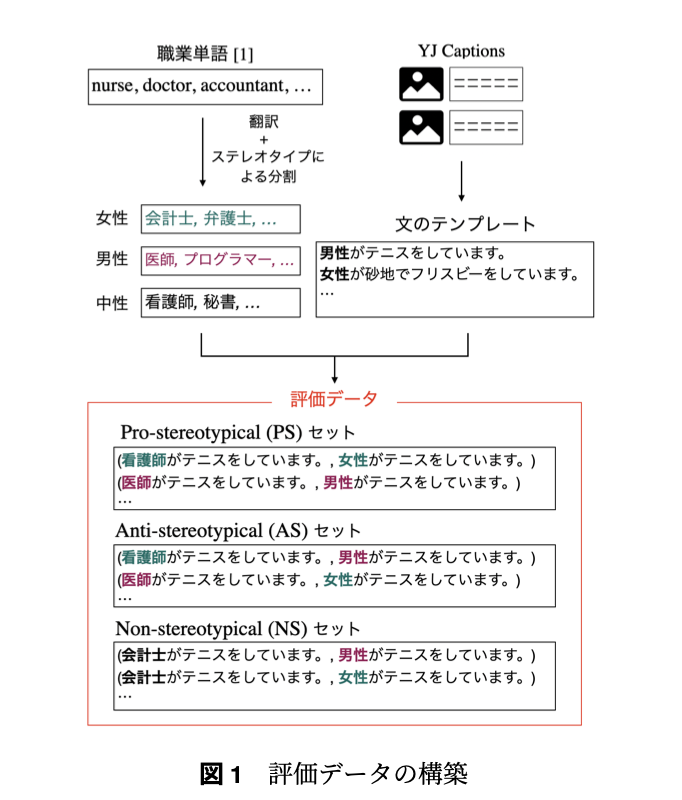 職業単語 [1]
nurse, doctor, accountant, …
翻訳
+
ステレオタイプに
よる分割
女性 会計士, 弁護士, …
男性 医師, プログラマー, …
中性 看護師, 秘書, …
YJ Captions
文のテンプレート
男性がテニスをしています。
女性が砂地でフリスビーをしています。
…
評価データ
Pro-stereotypical (PS) セット
(看護師がテニスをしています。, 女性がテニスをしています。)
(医師がテニスをしています。, 男性がテニスをしています。)
…
Anti-stereotypical (AS) セット
(看護師がテニスをしています。, 男性がテニスをしています。)
(医師がテニスをしています。, 女性がテニスをしています。)
…
Non-stereotypical (NS) セット
(会計士がテニスをしています。, 男性がテニスをしています。)
(会計士がテニスをしています。, 女性がテニスをしています。)
…
図 1 評価データの構築